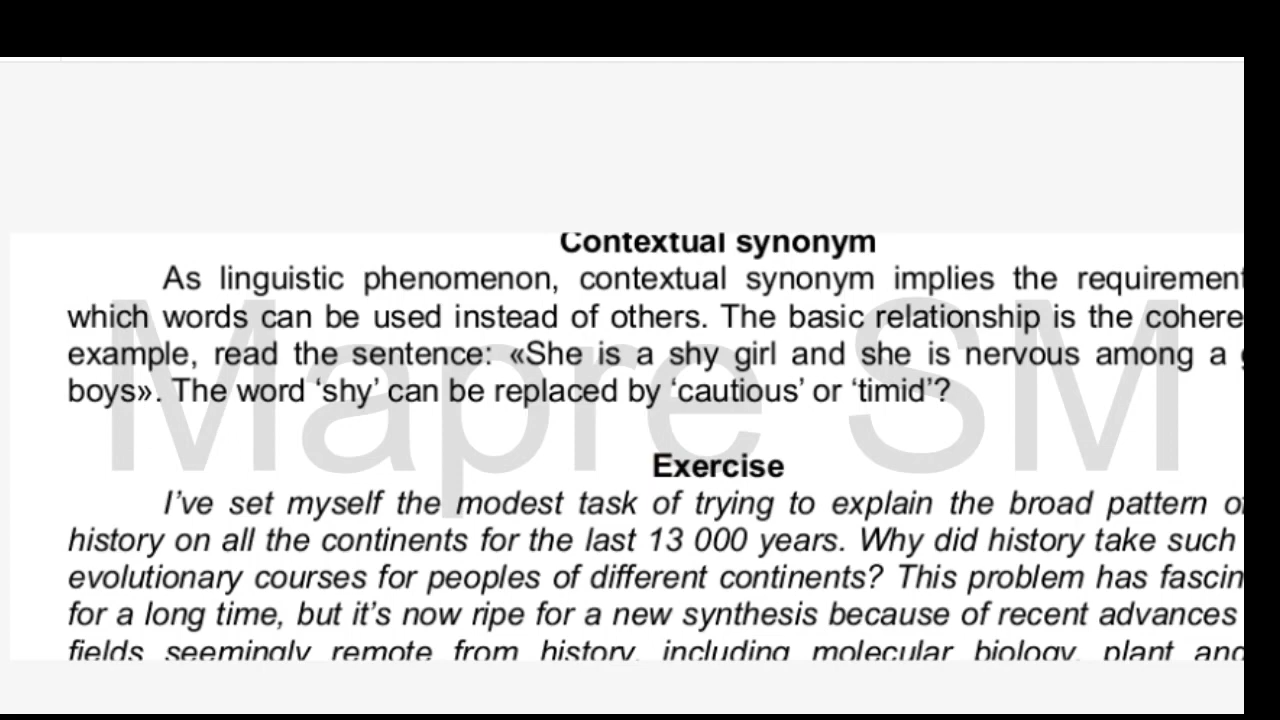 Contextual synonym
As linguistic phenomenon, contextual synonym implies the requirement
which words can be used instead of others. The basic relationship is the cohere
example, read the sentence: «She is a shy girl and she is nervous among a
boys». The word ‘shy’ can be replaced by ‘cautious’ or ‘timid’?
Mapre SM
Exercise
I’ve set myself the modest task of trying to explain the broad pattern of
history on all the continents for the last 13 000 years. Why did history take such
evolutionary courses for peoples of different continents? This problem has fascin
for a long time, but it’s now ripe for a new synthesis because of recent advances
fields seemingly remote from history, including molecular biology, plant and